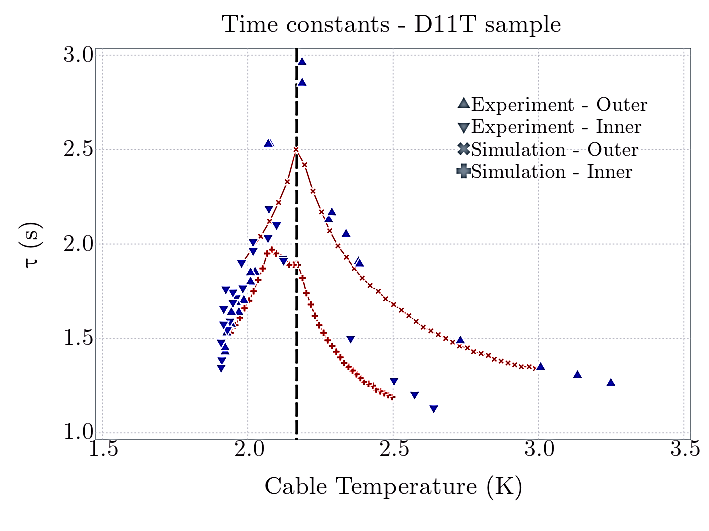 Time constants - D11T sample
3.0
2.5
2.0
1.5
1.0
τ (s)
Experiment - Outer
Experiment - Inner
Simulation - Outer
Simulation - Inner
1.5 2.0 2.5 3.0 3.5
Cable Temperature (K)